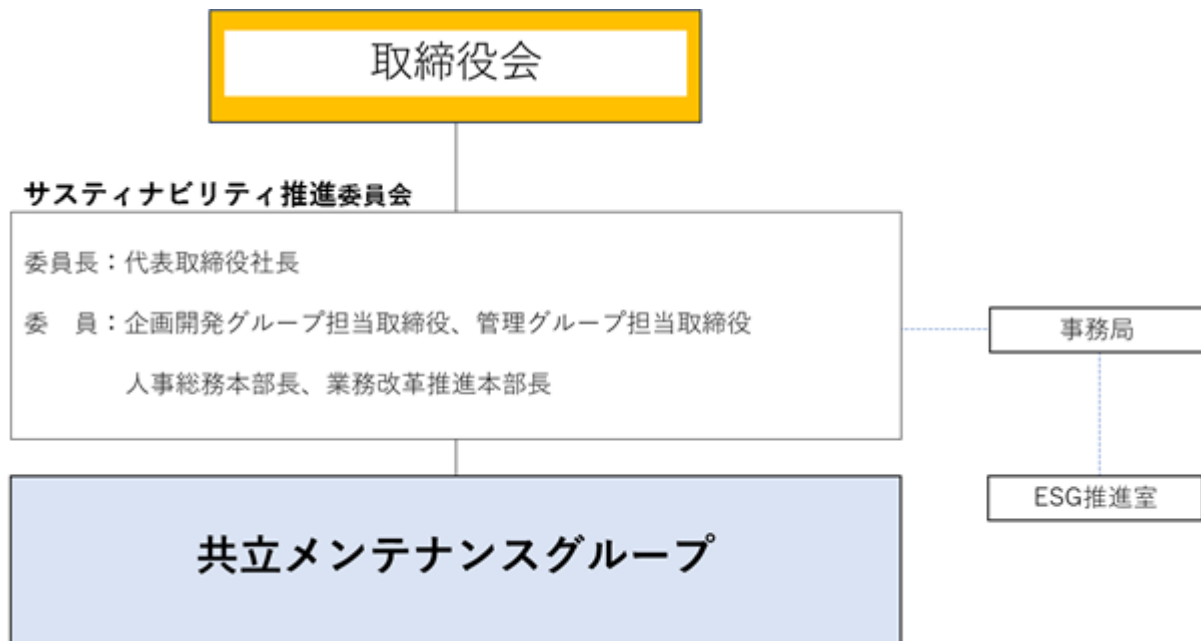 取締役会
サスティナビリティ推進委員会
委員長：代表取締役社長
委　員：企画開発グループ担当取締役、管理グループ担当取締役
人事総務本部長、業務改革推進本部長
事務局
ESG推進室
共立メンテナンスグループ